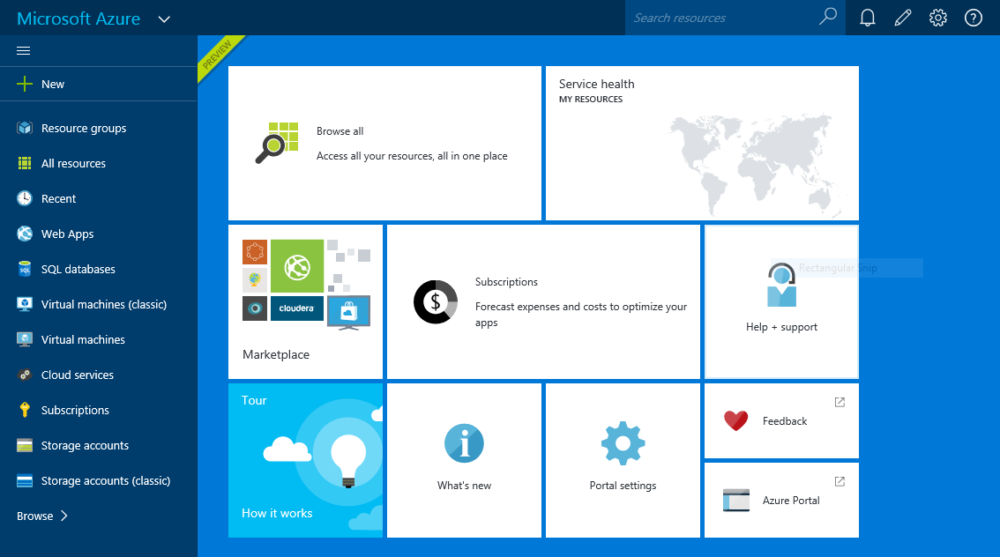 Microsoft Azure
Search resources
PREVIEW
New
Resource groups
All resources
Recent
Web Apps
SQL
SQL databases
Virtual machines (classic)
Virtual machines
Cloud services
Subscriptions
Storage accounts
Storage accounts (classic)
Browse
Browse all
Access all your resources, all in one place
Service health
MY RESOURCES
cloudera
Marketplace
$
Subscriptions
Forecast expenses and costs to optimize your
apps
Rectangular Snip
Help + support
Tour
How it works
What's new
Portal settings
Feedback
Azure Portal